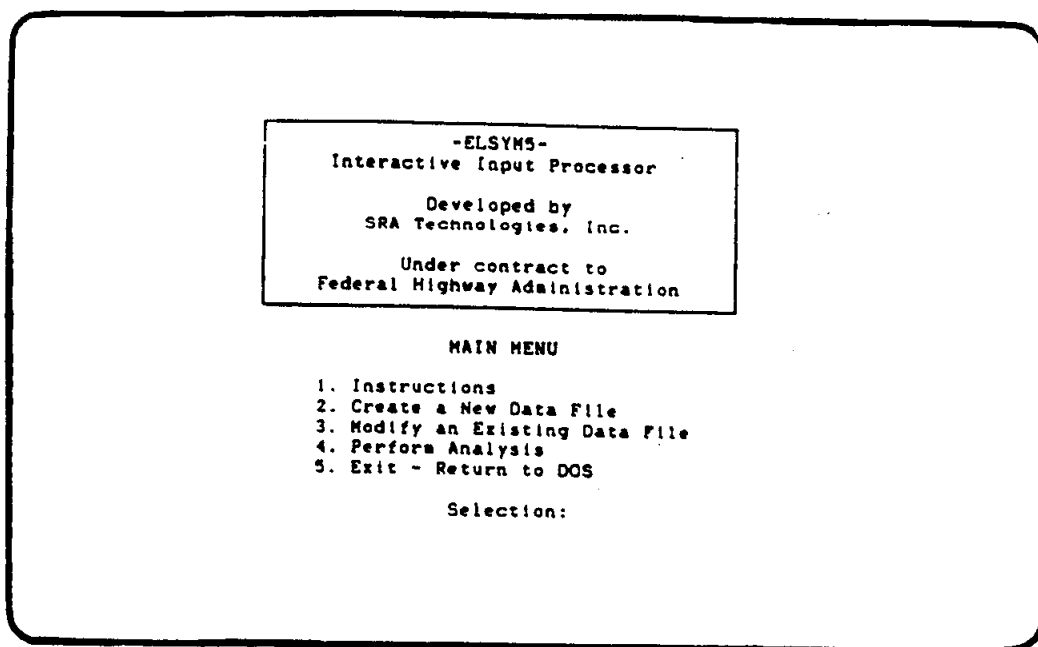 -ELSYM5-
Interactive Input Processor
Developed by
SRA Technologies, Inc.
Under contract to
Federal Highway Administration
MAIN MENU
1. Instructions
2. Create a New Data File
3. Modify an Existing Data File
4. Perform Analysis
5. Exit - Return to DOS
Selection: